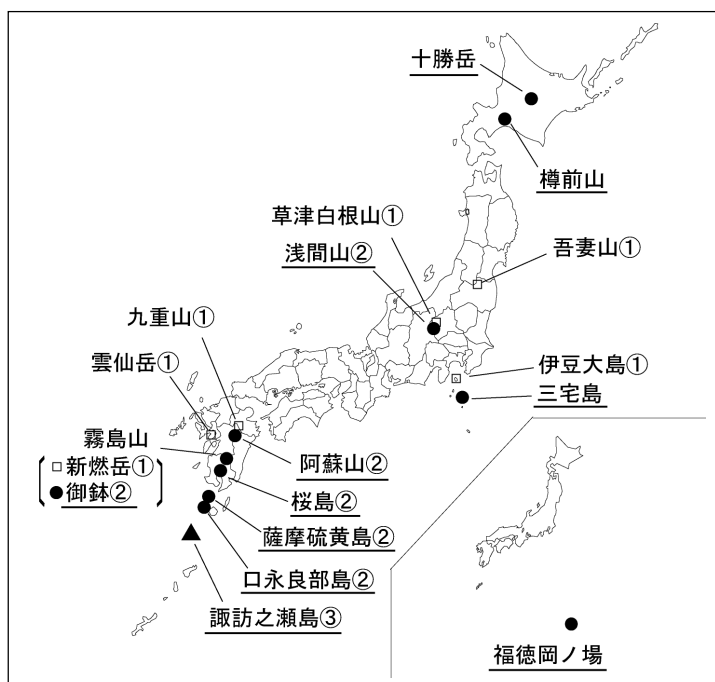 十勝岳
樽前山
草津白根山①
浅間山②
吾妻山①
九重山①
雲仙岳①
伊豆大島①
三宅島
霧島山
□新燃岳①
●御鉢②
阿蘇山②
桜島②
薩摩硫黄島②
口永良部島②
諏訪之瀬島③
福徳岡ノ場